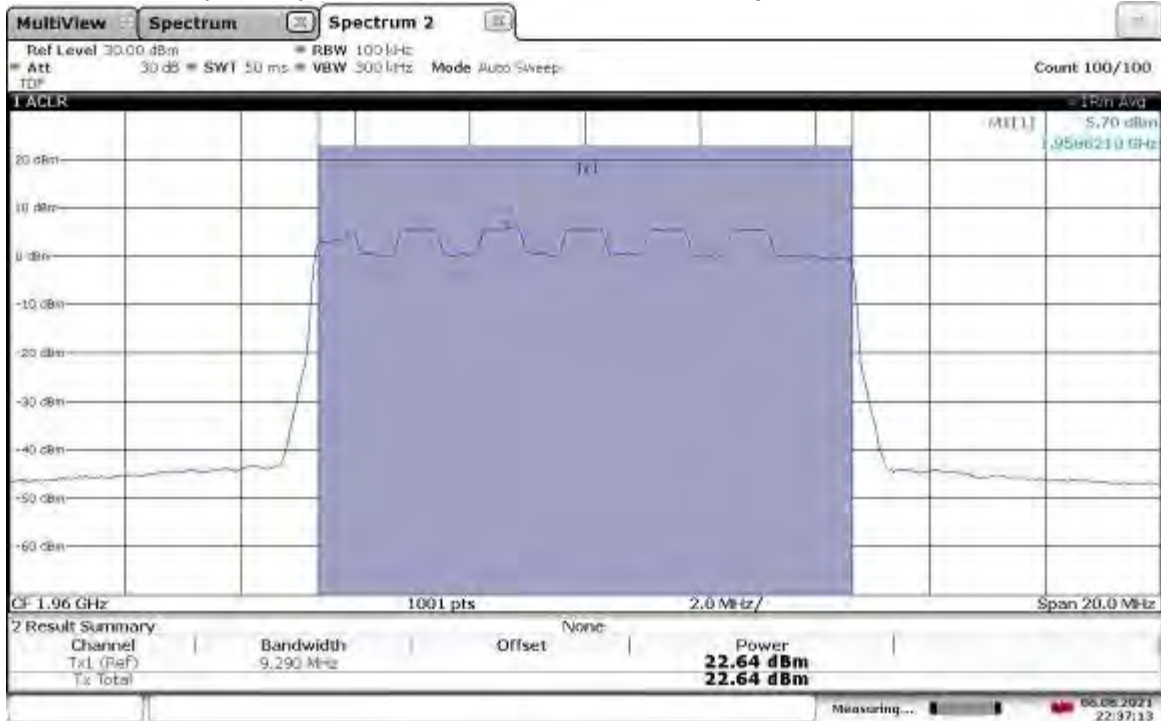 MultiView Spectrum Spectrum 2
Ref Level 30.00 dBm RBW 100 kHz
Att 30 dB SWT 50 ms VBW 300 kHz Mode Auto Sweep Count 100/100
TDF
1 ACLR 1Rm Avg
M1[1] 5.70 dBm
20 dBm
Tx1
10 dBm
0 dBm
-10 dBm
-20 dBm
-30 dBm
-40 dBm
-50 dBm
-60 dBm
CF 1.96 GHz 1001 pts 2.0 MHz/ Span 20.0 MHz
2 Result Summary None
Channel Bandwidth Offset Power
Tx1 (Ref) 9.290 MHz 22.64 dBm
Tx Total 22.64 dBm
Measuring... 06.08.2021
22:37:13